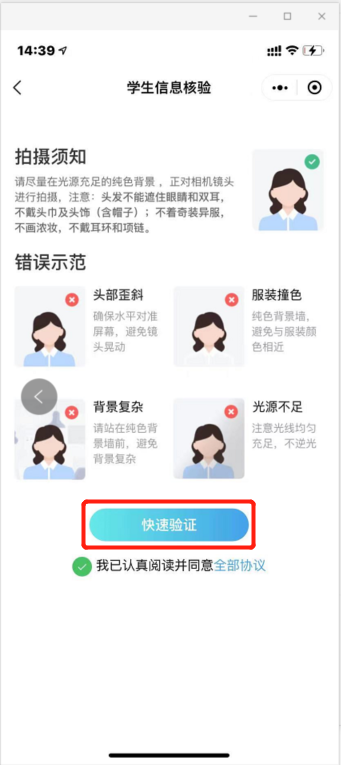 14:39
学生信息核验
拍摄须知
请尽量在光源充足的纯色背景，正对相机镜头
进行拍摄，注意：头发不能遮住眼睛和双耳，
不戴头巾及头饰（含帽子）；不着奇装异服，
不画浓妆，不戴耳环和项链。
错误示范
头部歪斜
确保水平对准
屏幕，避免镜
头晃动
服装撞色
纯色背景墙，
避免与服装颜
色相近
背景复杂
请站在纯色背
景墙前，避免
背景复杂
光源不足
注意光线均匀
充足，不逆光
快速验证
我已认真阅读并同意全部协议